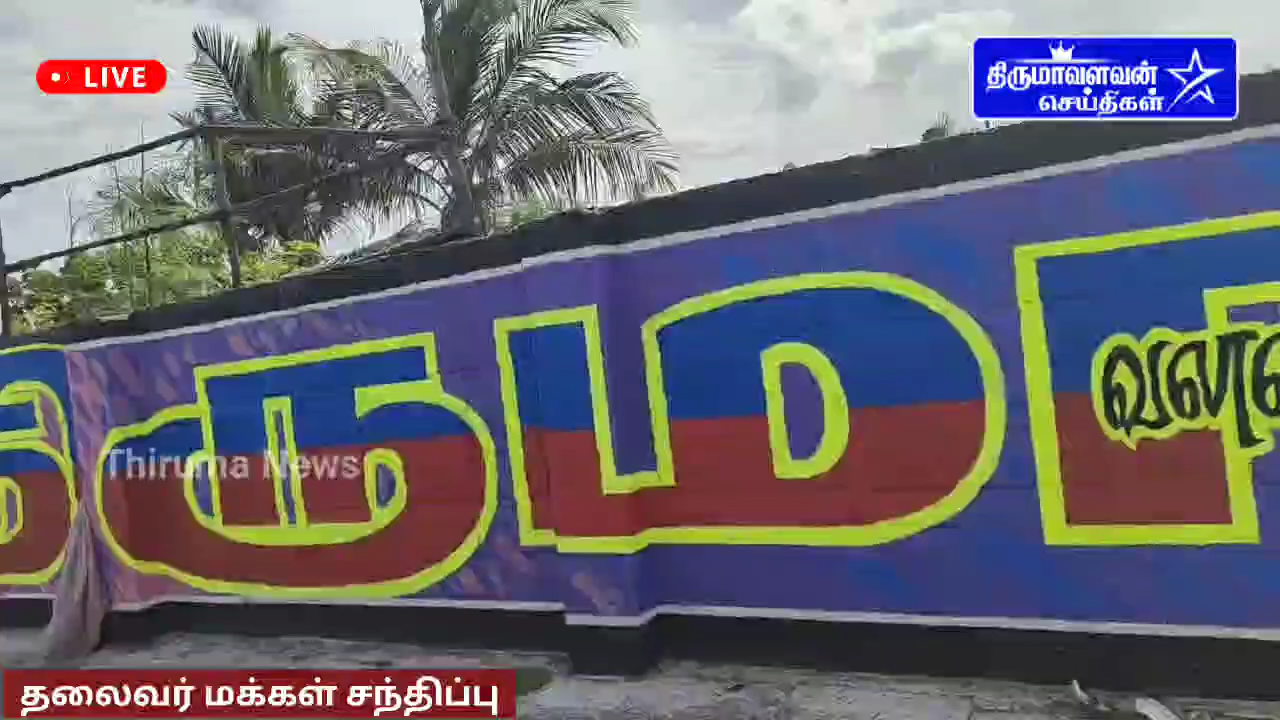 LIVE
திருமாவளவன்
செய்திகள்
ருமா
Thiruma News
தலைவர் மக்கள் சந்திப்பு